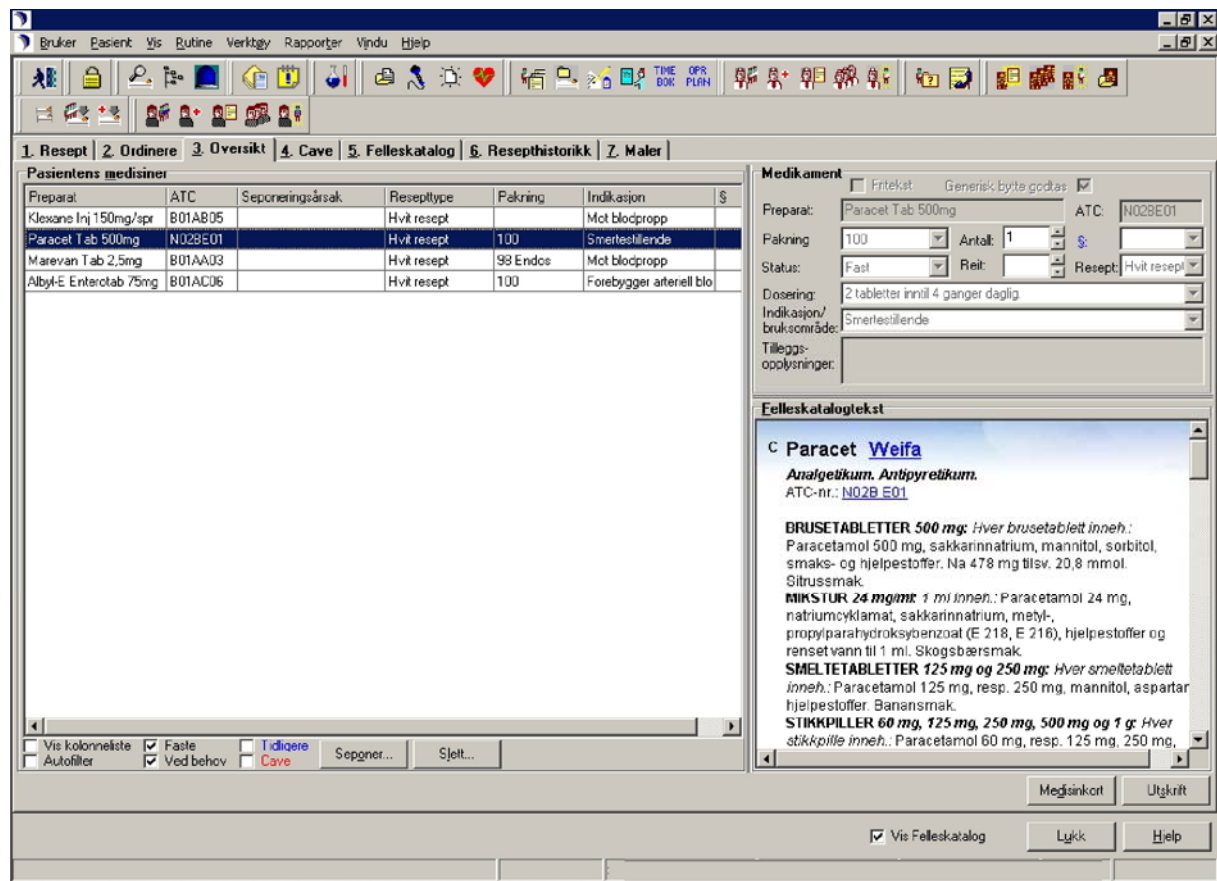 Bruker Pasient Vis Rutine Verktøy Rapporter Vindu Hjelp
TIME BOK OPR PLAN
1. Resept 2. Ordinere 3. Oversikt 4. Cave 5. Felleskatalog 6. Resepthistorikk 7. Maler
Pasientens medisiner
Preparat ATC Seponeringsårsak Resepttype Pakning Indikasjon §
Klexane Inj 150mg/spr B01AB05 Hvit resept Mot blodpropp
Paracet Tab 500mg N02BE01 Hvit resept 100 Smertestillende
Marevan Tab 2,5mg B01AA03 Hvit resept 98 Endos Mot blodpropp
Albyl-E Enterotab 75mg B01AC06 Hvit resept 100 Forebygger arteriell blo
Vis kolonneliste Faste Tidligere
Autofilter Ved behov Cave Seponer... Slett...
Medikament
Fritekst Generisk bytte godtas
Preparat: Paracet Tab 500mg ATC: N02BE01
Pakning 100 Antall: 1 §:
Status: Fast Reit: Resept: Hvit resept
Dosering: 2 tabletter inntil 4 ganger daglig
Indikasjon/
bruksområde: Smertestillende
Tilleggs-
opplysninger:
Felleskatalogtekst
C Paracet Weifa
Analgetikum. Antipyretikum.
ATC-nr.: N02B E01
BRUSETABLETTER 500 mg: Hver brusetablett inneh.:
Paracetamol 500 mg, sakkarinnatrium, mannitol, sorbitol,
smaks- og hjelpestoffer. Na 478 mg tilsv. 20,8 mmol.
Sitrussmak.
MIKSTUR 24 mg/ml: 1 ml inneh.: Paracetamol 24 mg,
natriumcyklamat, sakkarinnatrium, metyl-,
propylparahydroksybenzoat (E 218, E 216), hjelpestoffer og
renset vann til 1 ml. Skogsbærsmak.
SMELTETABLETTER 125 mg og 250 mg: Hver smeltetablett
inneh.: Paracetamol 125 mg, resp. 250 mg, mannitol, aspartar
hjelpestoffer. Banansmak.
STIKKPILLER 60 mg, 125 mg, 250 mg, 500 mg og 1 g: Hver
stikkpille inneh.: Paracetamol 60 mg, resp. 125 mg, 250 mg,
Medisinkort Utskrift
Vis Felleskatalog Lukk Hjelp